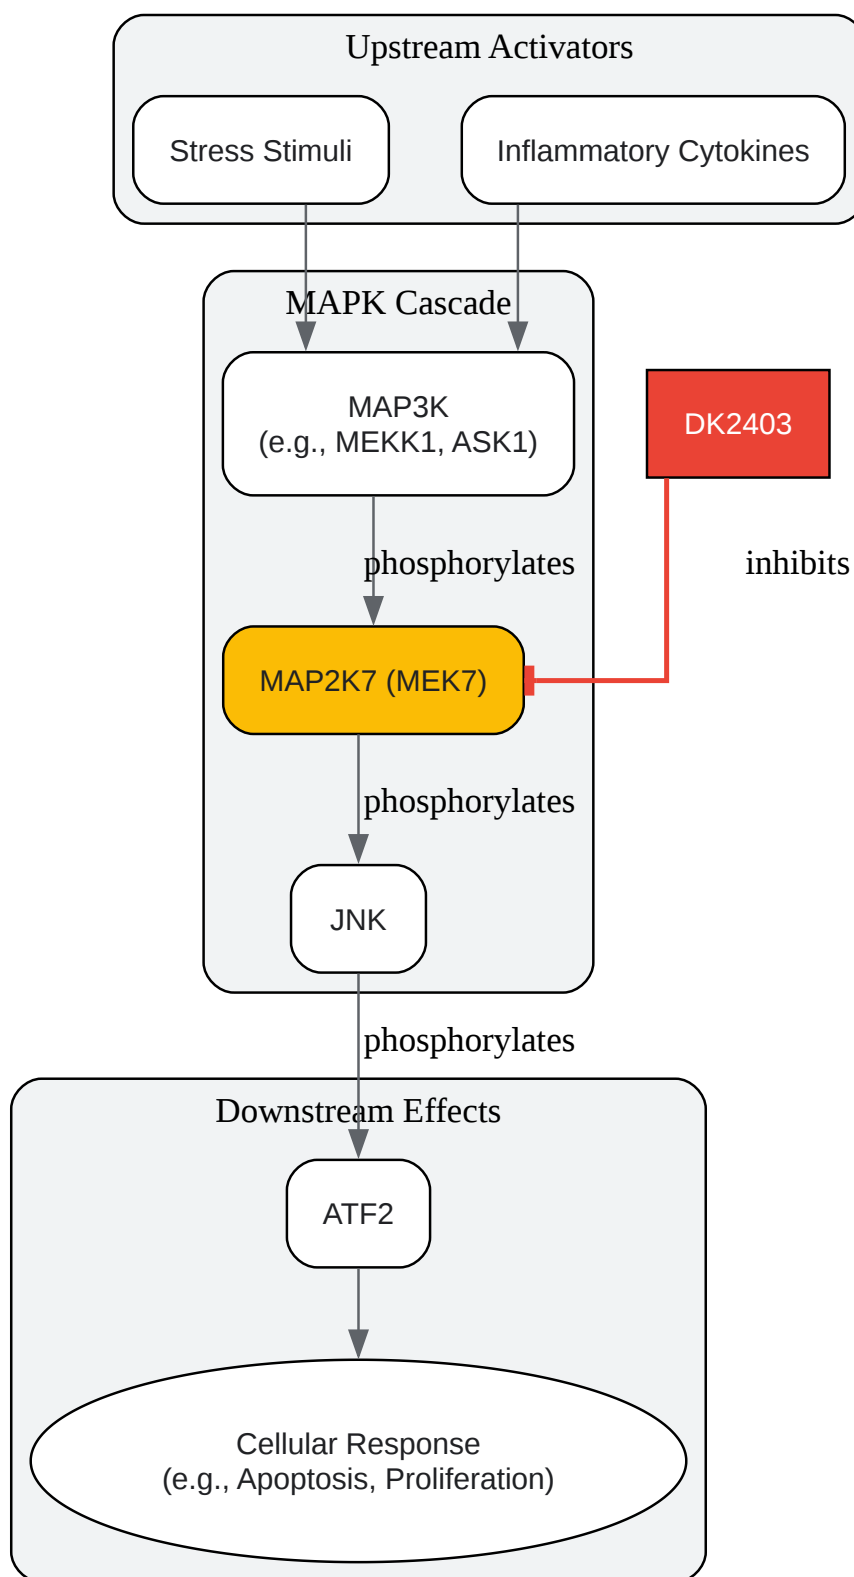 Upstream Activators
Stress Stimuli
Inflammatory Cytokines
MAPK Cascade
MAP3K
(e.g., MEKK1, ASK1)
DK2403
phosphorylates
inhibits
MAP2K7 (MEK7)
phosphorylates
JNK
phosphorylates
Downstream Effects
ATF2
Cellular Response
(e.g., Apoptosis, Proliferation)